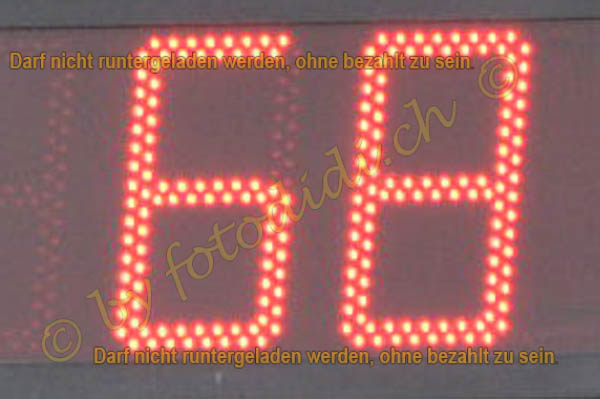 Darf nicht runtergeladen werden, ohne bezahlt zu sein.
68
© by fotodidi.ch ©
Darf nicht runtergeladen werden, ohne bezahlt zu sein.